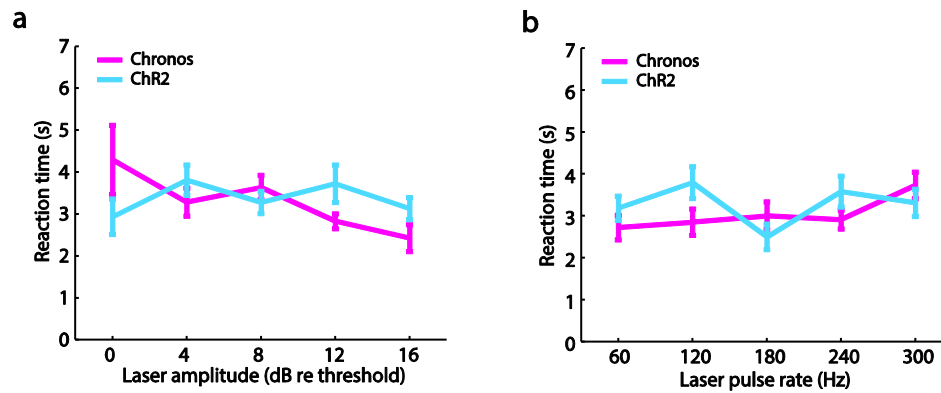 a
7
6
5
4
3
2
1
0
Reaction time (s)
Chronos
ChR2
0 4 8 12 16
Laser amplitude (dB re threshold)
b
7
6
5
4
3
2
1
0
Reaction time (s)
Chronos
ChR2
60 120 180 240 300
Laser pulse rate (Hz)